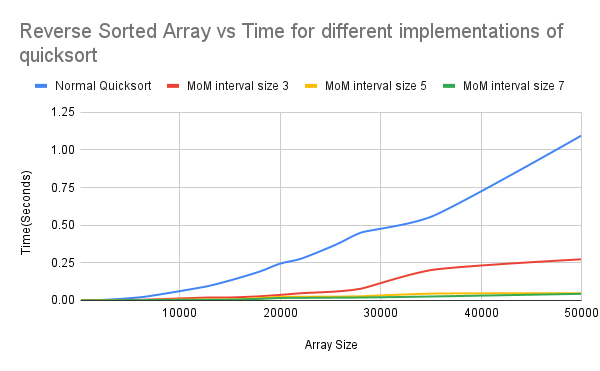 Reverse Sorted Array vs Time for different implementations of
quicksort
Normal Quicksort MoM interval size 3 MoM interval size 5 MoM interval size 7
1.25
1.00
0.75
0.50
0.25
0.00
Time(Seconds)
10000 20000 30000 40000 50000
Array Size